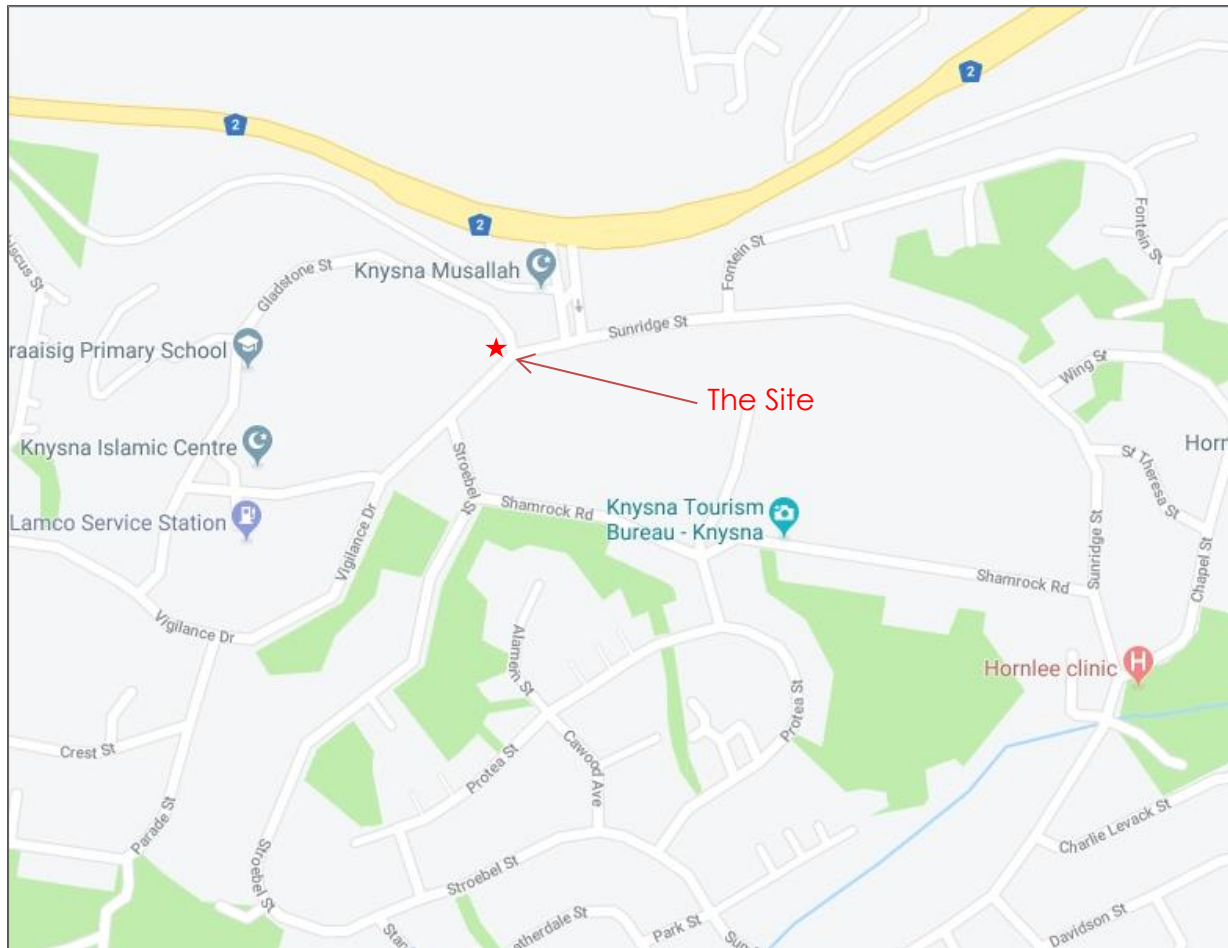 2
2
2
Fontein St
Fontein St
Gladstone St
Knysna Musallah
Fontein St
Sunridge St
raaisig Primary School
The Site
Wing St
Knysna Islamic Centre
Stroebel St
Horn
St Theresa St
Lamco Service Station
Vigilance Dr
Shamrock Rd
Knysna Tourism
Bureau - Knysna
Sunridge St
Chapel St
Shamrock Rd
Vigilance Dr
Alamein St
Hornlee clinic
H
Protea St
Crest St
Protea St
Cawood Ave
Parade St
Charlie Levack St
Stroebel St
Stroebel St
Park St
Davidson St